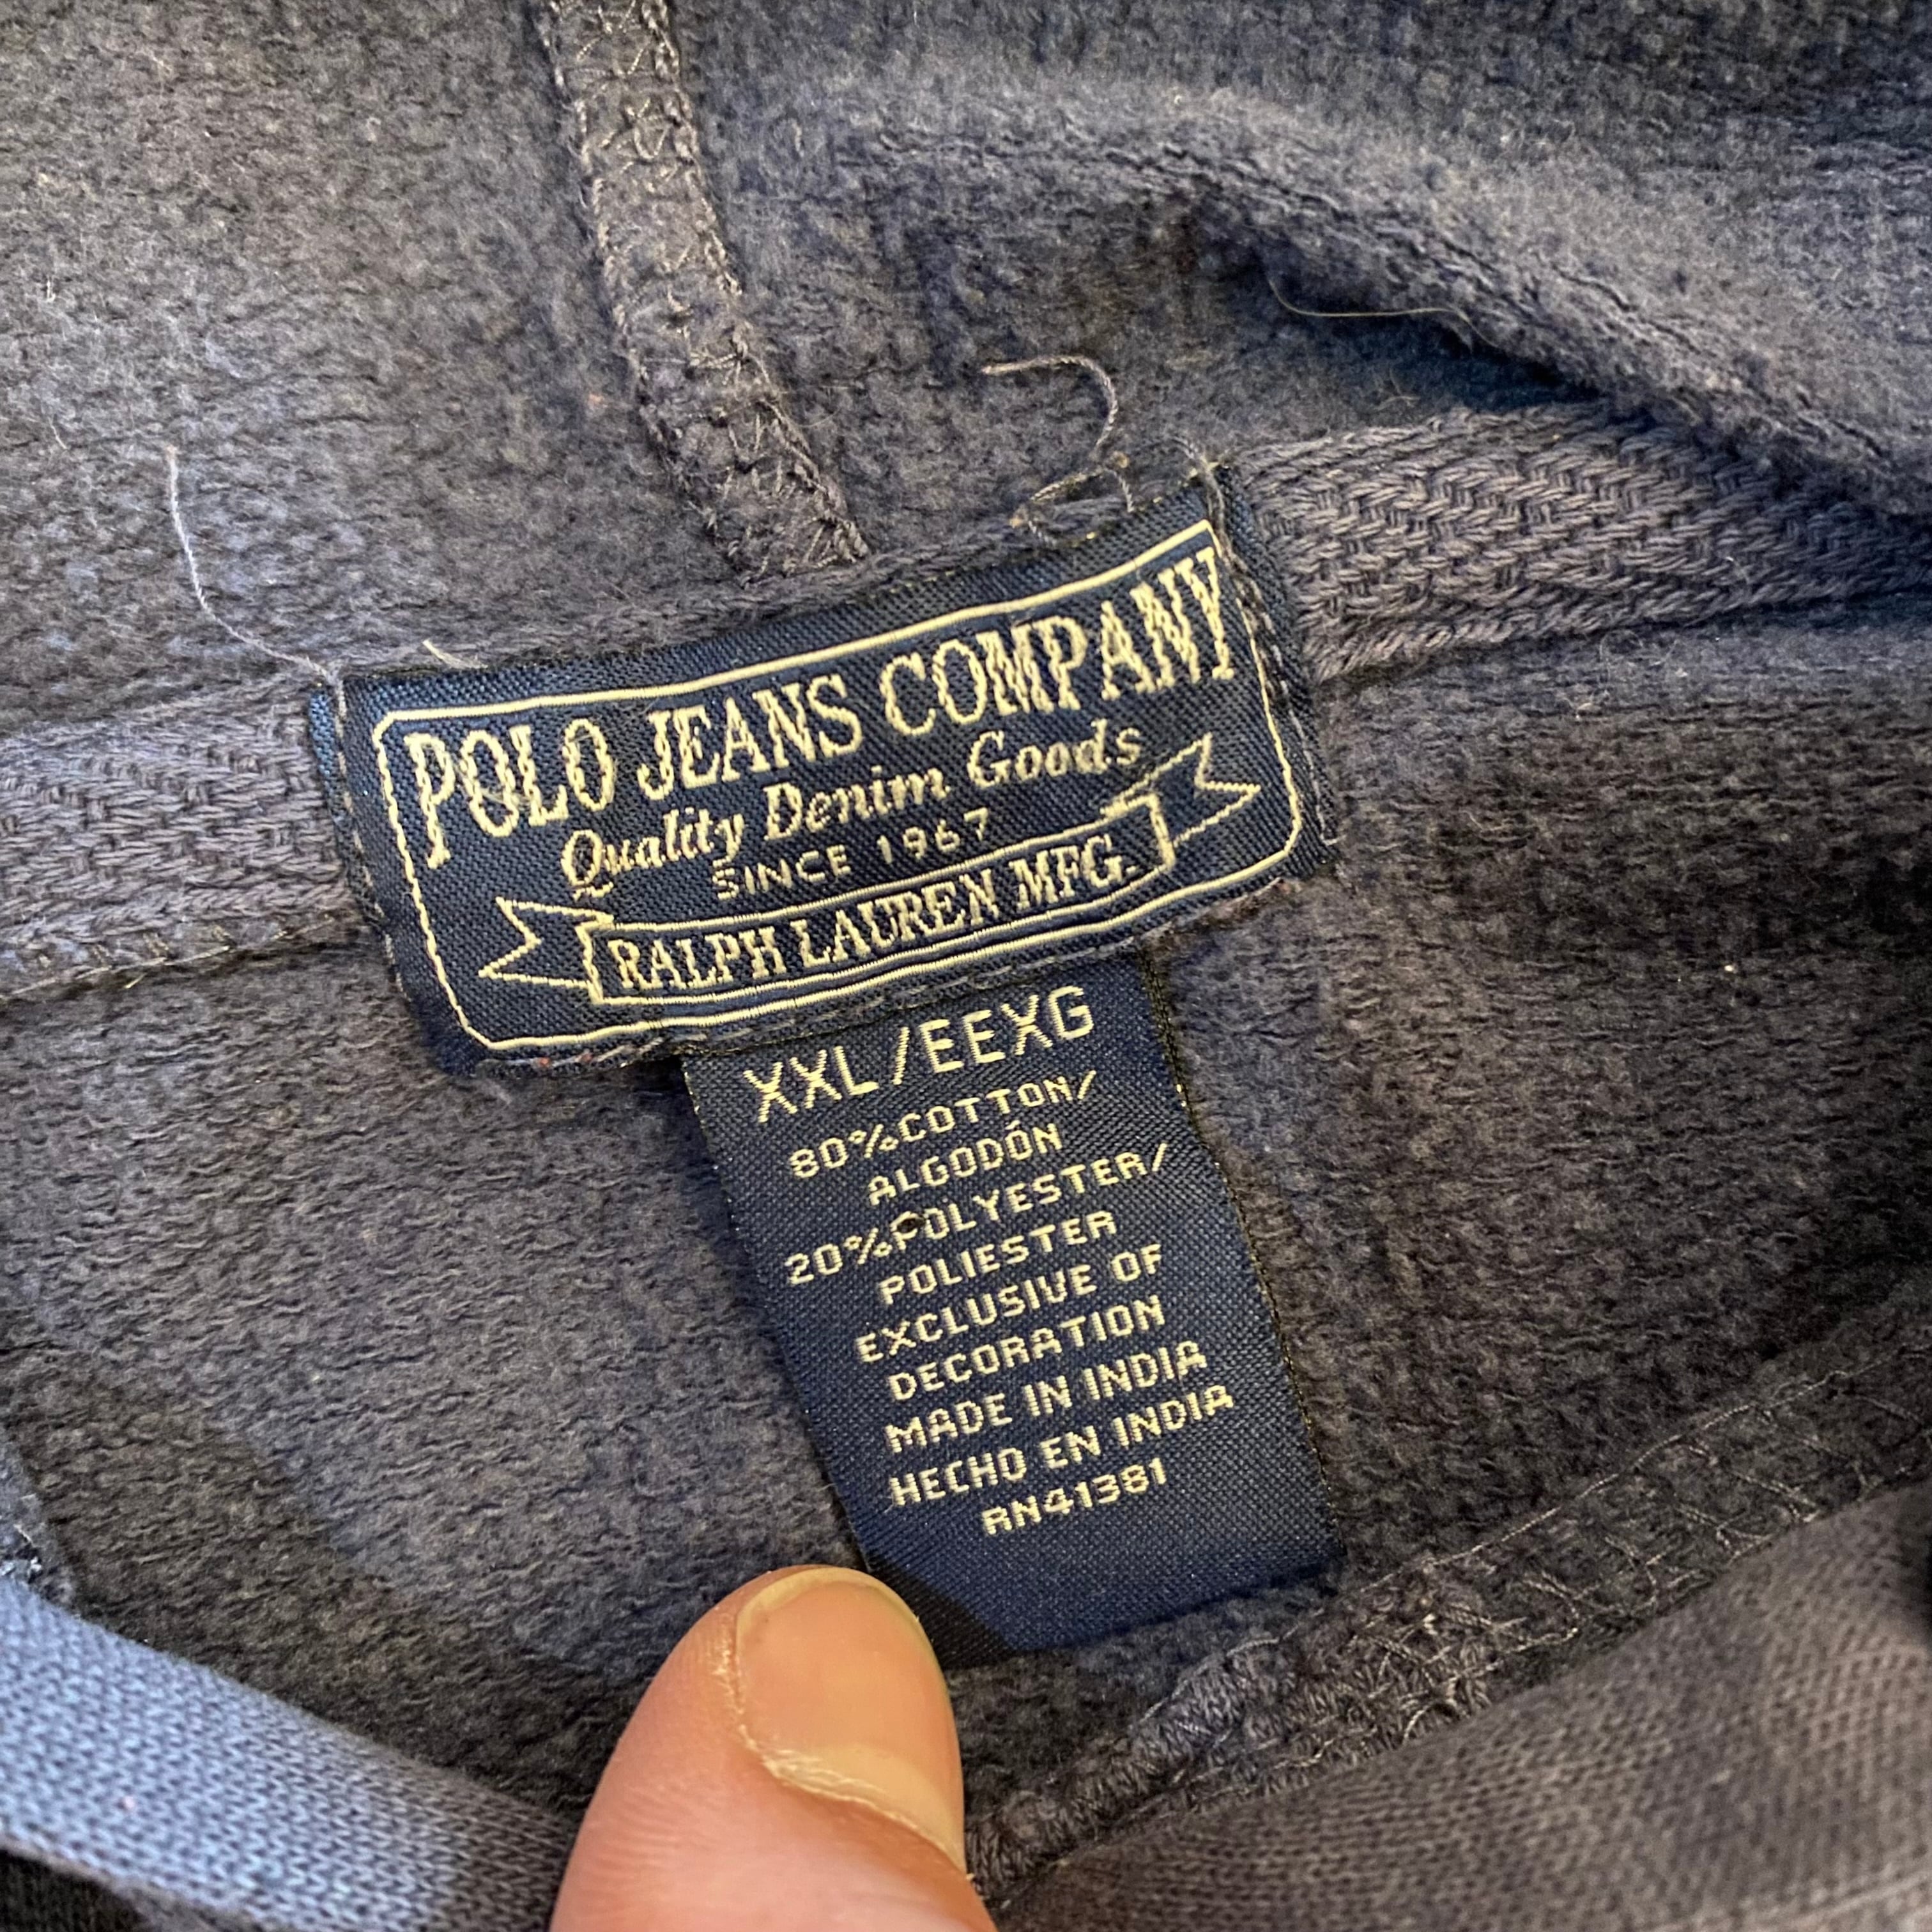 POLO JEANS COMPANY
Quality Denim Goods
SINCE 1967
RALPH LAUREN MFG.
XXL/EEXG
80%COTTON/
ALGODÓN
20%POLYESTER/
POLIESTER
EXCLUSIVE OF
DECORATION
MADE IN INDIA
HECHO EN INDIA
RN41381